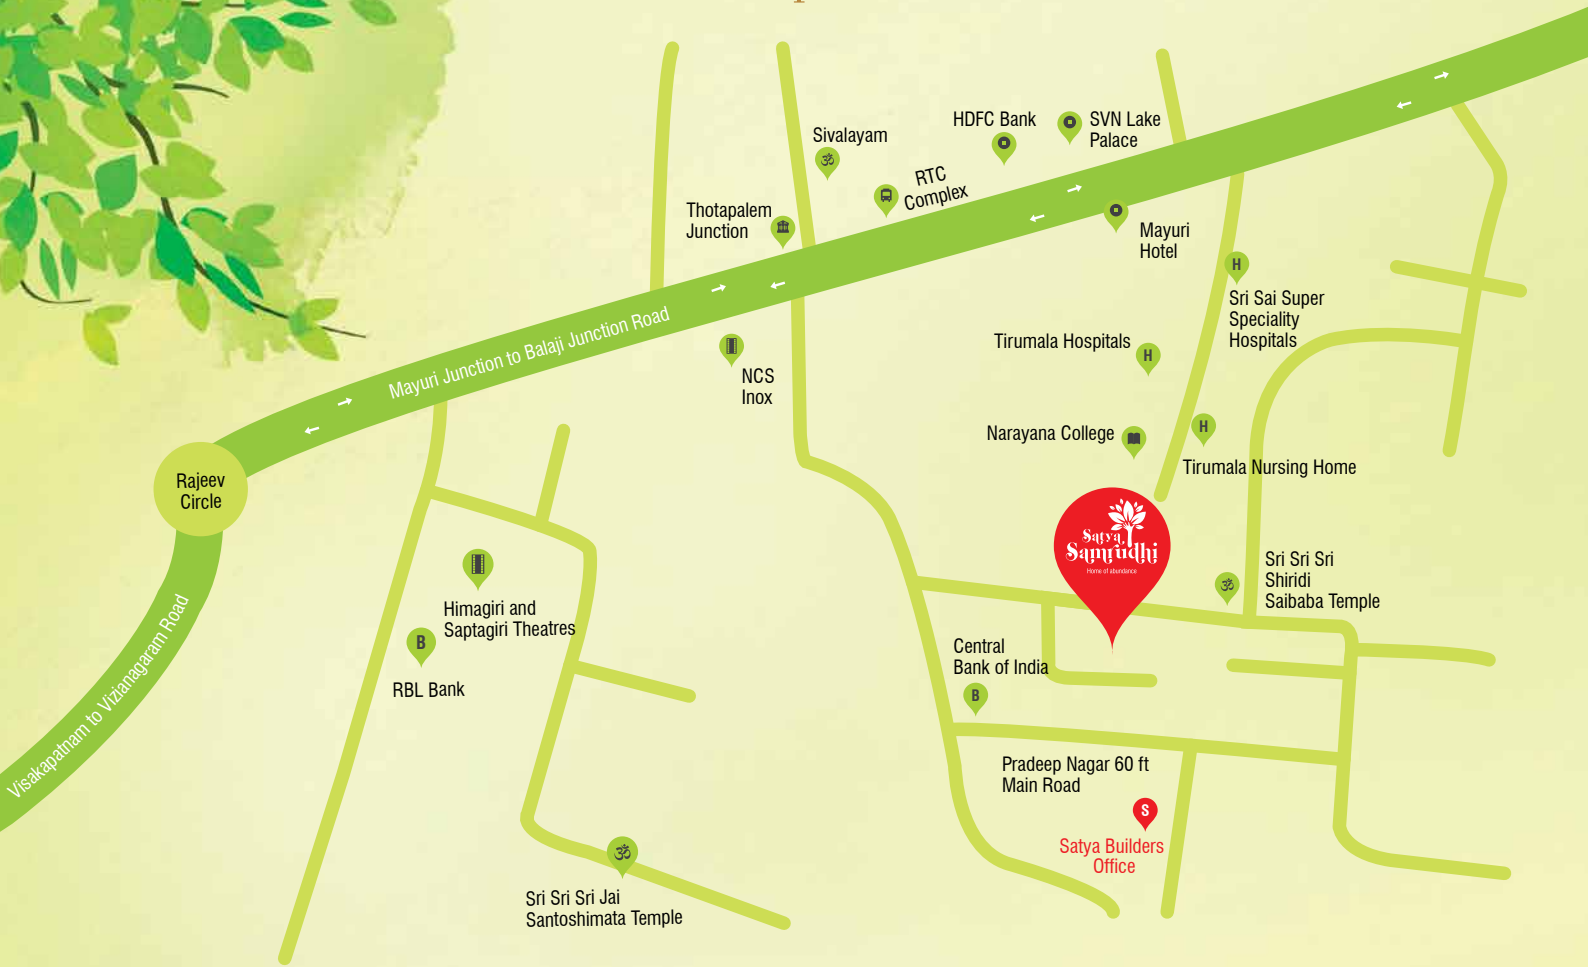 HDFC Bank
SVN Lake
Palace
Sivalayam
RTC
Complex
Thotapalem
Junction
Mayuri
Hotel
H
Sri Sai Super
Speciality
Hospitals
Mayuri Junction to Balaji Junction Road
Tirumala Hospitals
H
NCS
Inox
Narayana College
H
Tirumala Nursing Home
Rajeev
Circle
Satya
Samrudhi
Home of abundance
Sri Sri Sri
Shiridi
Saibaba Temple
ॐ
ॐ
Himagiri and
Saptagiri Theatres
B
RBL Bank
Visakapatnam to Vizianagaram Road
Central
Bank of India
B
Pradeep Nagar 60 ft
Main Road
S
Satya Builders
Office
ॐ
Sri Sri Sri Jai
Santoshimata Temple